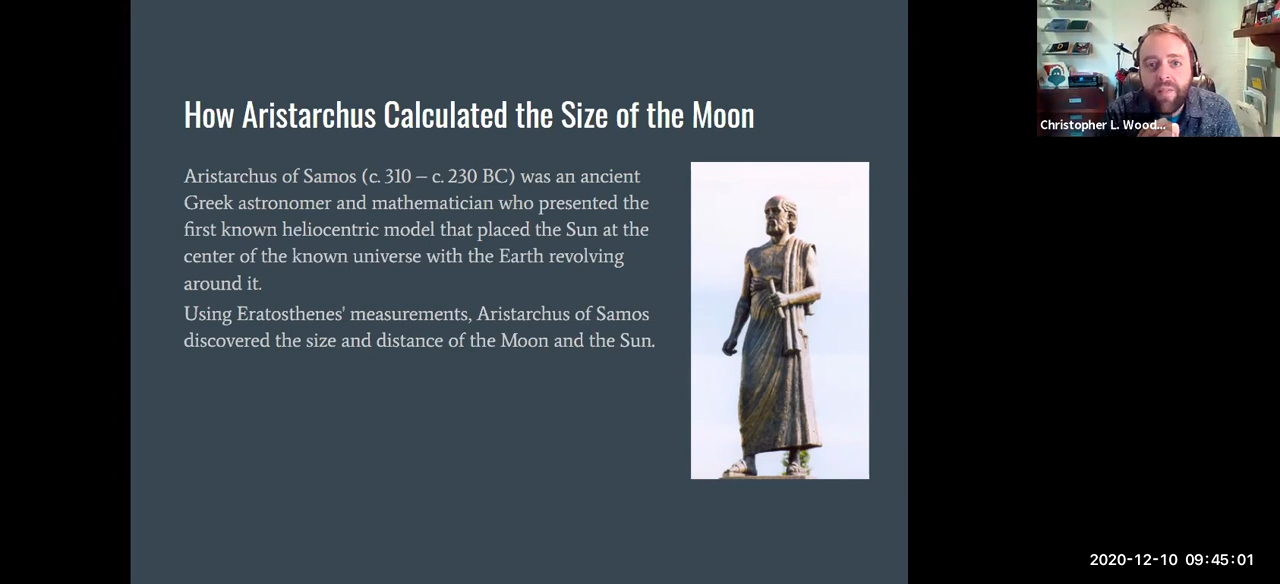 How Aristarchus Calculated the Size of the Moon
Aristarchus of Samos (c. 310 – c. 230 BC) was an ancient
Greek astronomer and mathematician who presented the
first known heliocentric model that placed the Sun at the
center of the known universe with the Earth revolving
around it.
Using Eratosthenes' measurements, Aristarchus of Samos
discovered the size and distance of the Moon and the Sun.
Christopher L. Wood...
2020-12-10 09:45:01